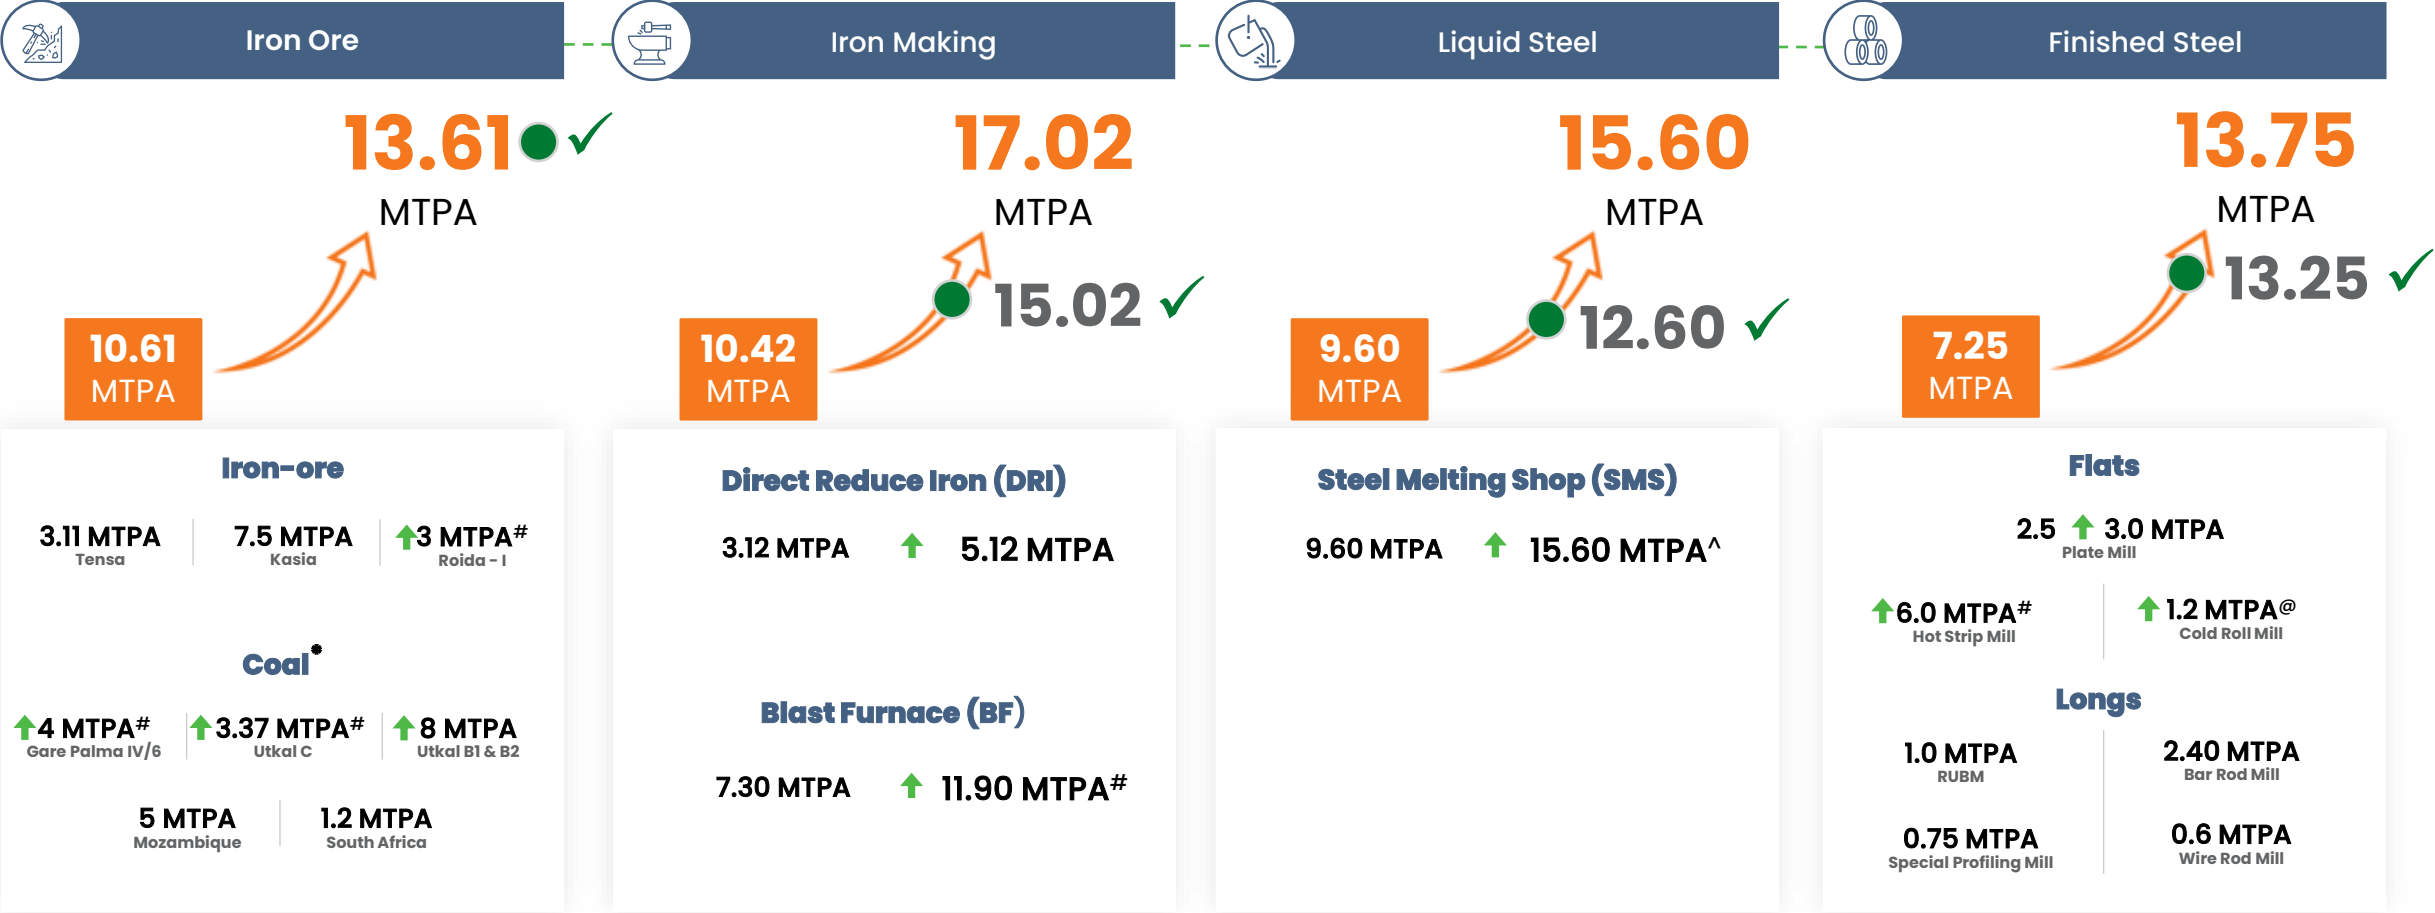 Iron Ore
13.61
MTPA
10.61
MTPA
Iron-ore
3.11 MTPA
Tensa
7.5 MTPA
Kasia
3 MTPA#
Roida - I
Coal*
4 MTPA#
Gare Palma IV/6
3.37 MTPA#
Utkal C
8 MTPA
Utkal B1 & B2
5 MTPA
Mozambique
1.2 MTPA
South Africa
Iron Making
17.02
MTPA
15.02
10.42
MTPA
Direct Reduce Iron (DRI)
3.12 MTPA
5.12 MTPA
Blast Furnace (BF)
7.30 MTPA
11.90 MTPA#
Liquid Steel
15.60
MTPA
12.60
9.60
MTPA
Steel Melting Shop (SMS)
9.60 MTPA
15.60 MTPA^
Finished Steel
13.75
MTPA
13.25
7.25
MTPA
Flats
2.5 3.0 MTPA
Plate Mill
6.0 MTPA#
Hot Strip Mill
1.2 MTPA@
Cold Roll Mill
Longs
1.0 MTPA
RUBM
2.40 MTPA
Bar Rod Mill
0.75 MTPA
Special Profiling Mill
0.6 MTPA
Wire Rod Mill